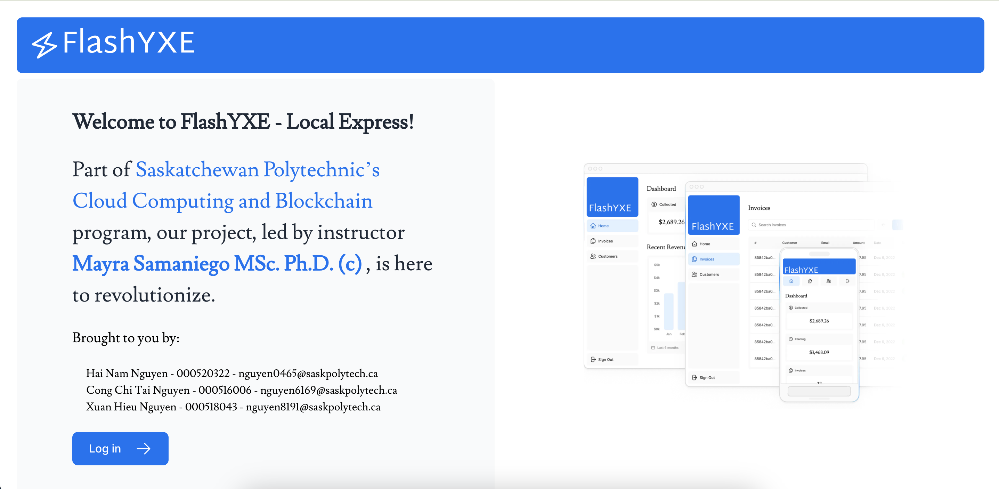 FlashYXE
Welcome to FlashYXE - Local Express!
Part of Saskatchewan Polytechnic’s
Cloud Computing and Blockchain
program, our project, led by instructor
Mayra Samaniego MSc. Ph.D. (c) , is here
to revolutionize.
Brought to you by:
Hai Nam Nguyen - 000520322 - nguyen0465@saskpolytech.ca
Cong Chi Tai Nguyen - 000516006 - nguyen6169@saskpolytech.ca
Xuan Hieu Nguyen - 000518043 - nguyen8191@saskpolytech.ca
Log in
FlashYXE
Home
Invoices
Customers
Sign Out
Dashboard
Collected
$2,689.26
Recent Revenu
$5k
$4k
$3k
$2k
$1k
$0k
Jan Feb
Last 6 months
FlashYXE
Home
Invoices
Customers
Sign Out
Invoices
Search invoices
# Customer Email Amount Date
85842ba0... 7.95 Dec 6, 2022
85842ba0... 7.95 Dec 6, 2022
85842ba0... 7.95 Dec 6, 2022
85842ba0... 7.95 Dec 6, 2022
85842ba0... 7.95 Dec 6, 2022
85842ba0... 7.95 Dec 6, 2022
85842ba0... 7.95 Dec 6, 2022
FlashYXE
Dashboard
Collected
$2,689.26
Pending
$3,468.09
Invoices
22